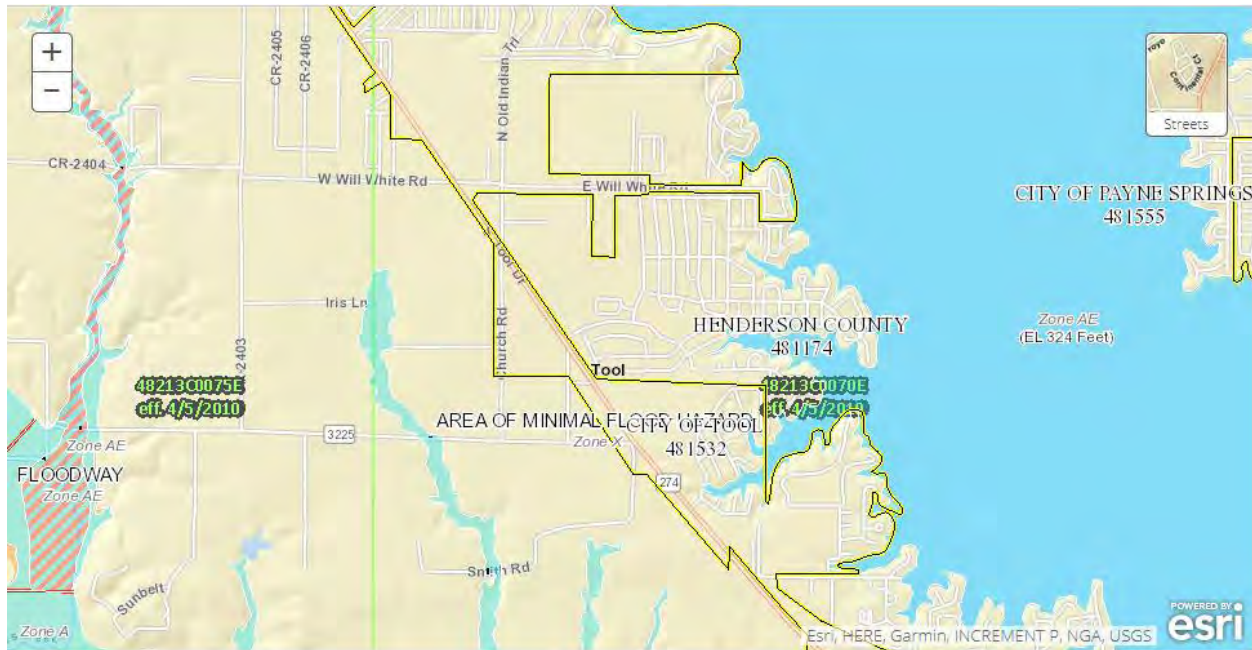 +
−
CR-2405
CR-2406
N Old Indian Trl
Streets
CR-2404
W Will White Rd
E Will White Rd
CITY OF PAYNE SPRINGS
481555
Iris Ln
Church Rd
HENDERSON COUNTY
481174
Zone AE
(EL 324 Feet)
Tool
48213C0075E
eff. 4/5/2010
48213C0070E
eff. 4/5/2010
AREA OF MINIMAL FLOOD HAZARD
Zone X
CITY OF TOOL
481532
3225
Zone AE
FLOODWAY
Zone AE
274
Smith Rd
Sunbelt
Zone A
Esri, HERE, Garmin, INCREMENT P, NGA, USGS
POWERED BY
esri